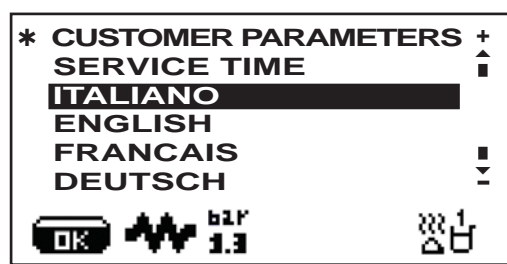 * CUSTOMER PARAMETERS +
SERVICE TIME
ITALIANO
ENGLISH
FRANCAIS
DEUTSCH -
OK bar 1
1.3